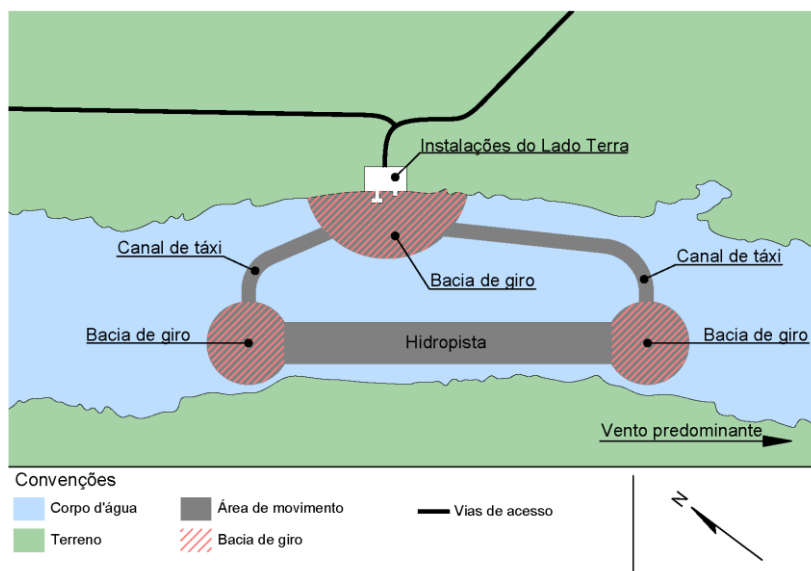 Instalações do Lado Terra
Canal de táxi
Canal de táxi
Bacia de giro
Bacia de giro
Hidropista
Bacia de giro
Vento predominante
Convenções
Corpo d'água
Área de movimento
Vias de acesso
Terreno
Bacia de giro
N